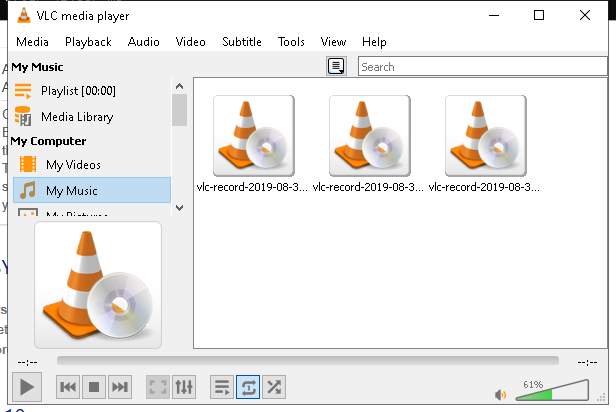 VLC media player
Media Playback Audio Video Subtitle Tools View Help
My Music
Search
Playlist [00:00]
Media Library
My Computer
My Videos
My Music
My Pictures
vlc-record-2019-08-3... vlc-record-2019-08-3... vlc-record-2019-08-3...
--:-- --:--
61%